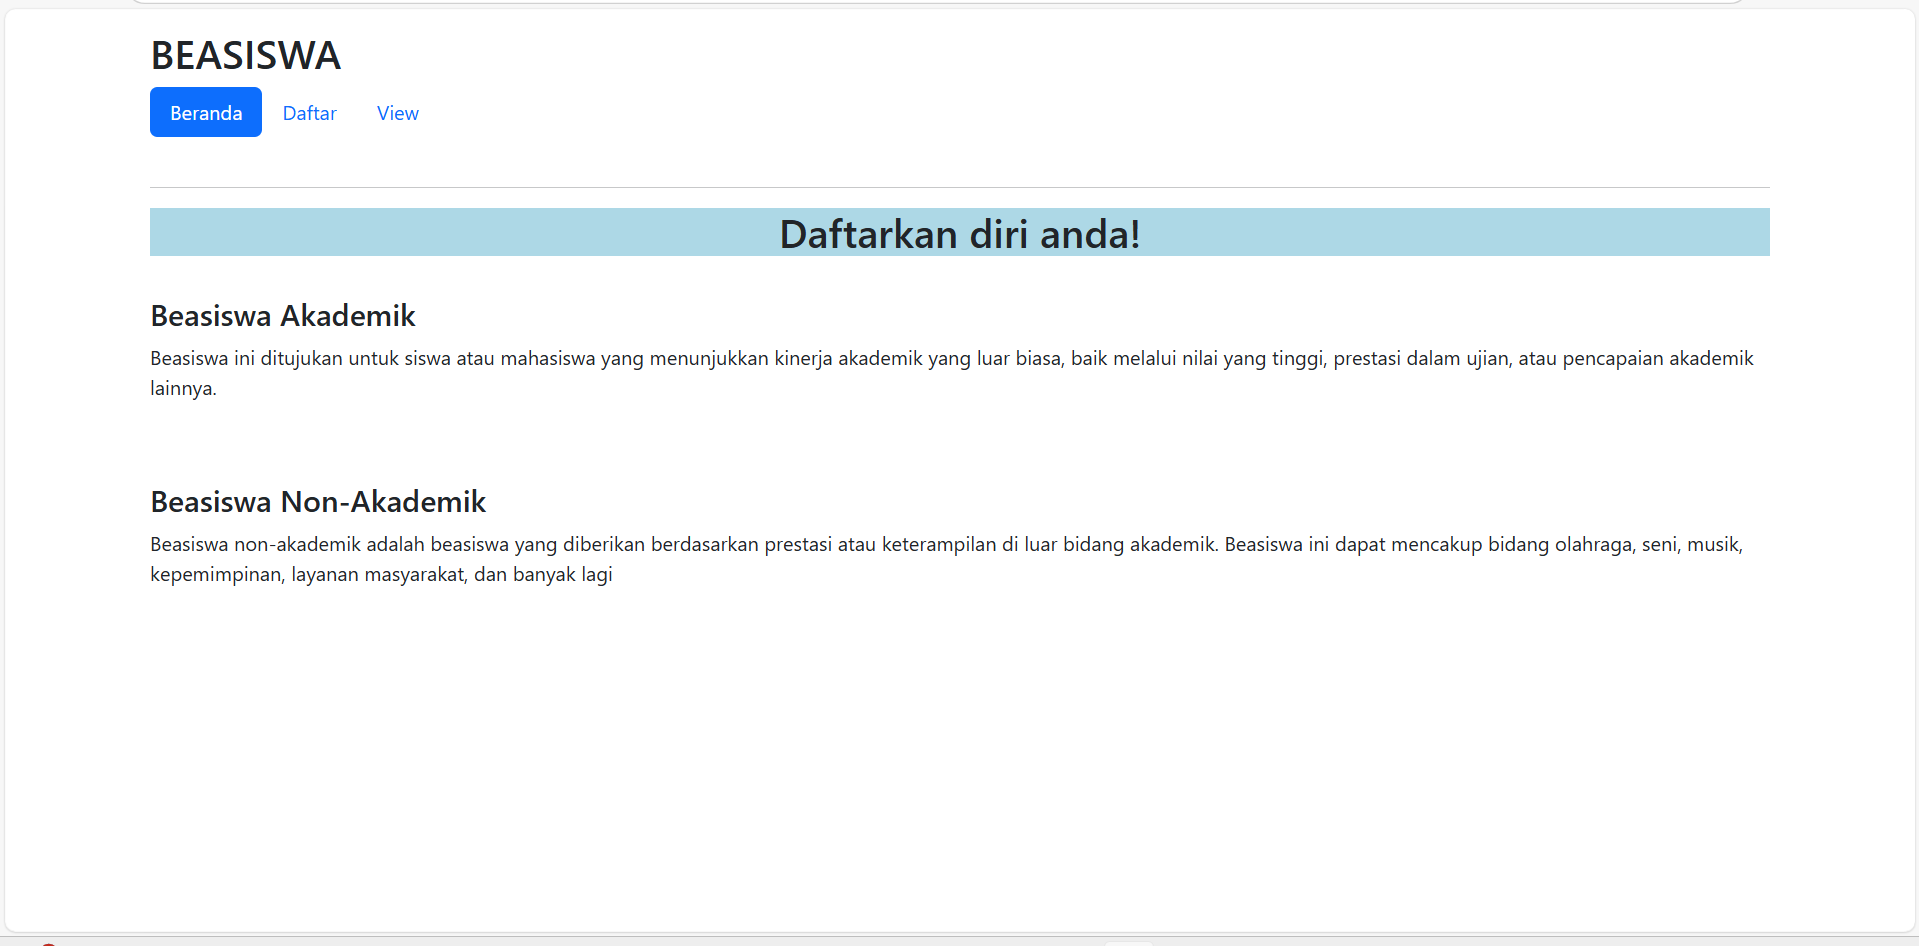 BEASISWA
Beranda Daftar View
Daftarkan diri anda!
Beasiswa Akademik
Beasiswa ini ditujukan untuk siswa atau mahasiswa yang menunjukkan kinerja akademik yang luar biasa, baik melalui nilai yang tinggi, prestasi dalam ujian, atau pencapaian akademik
lainnya.
Beasiswa Non-Akademik
Beasiswa non-akademik adalah beasiswa yang diberikan berdasarkan prestasi atau keterampilan di luar bidang akademik. Beasiswa ini dapat mencakup bidang olahraga, seni, musik,
kepemimpinan, layanan masyarakat, dan banyak lagi